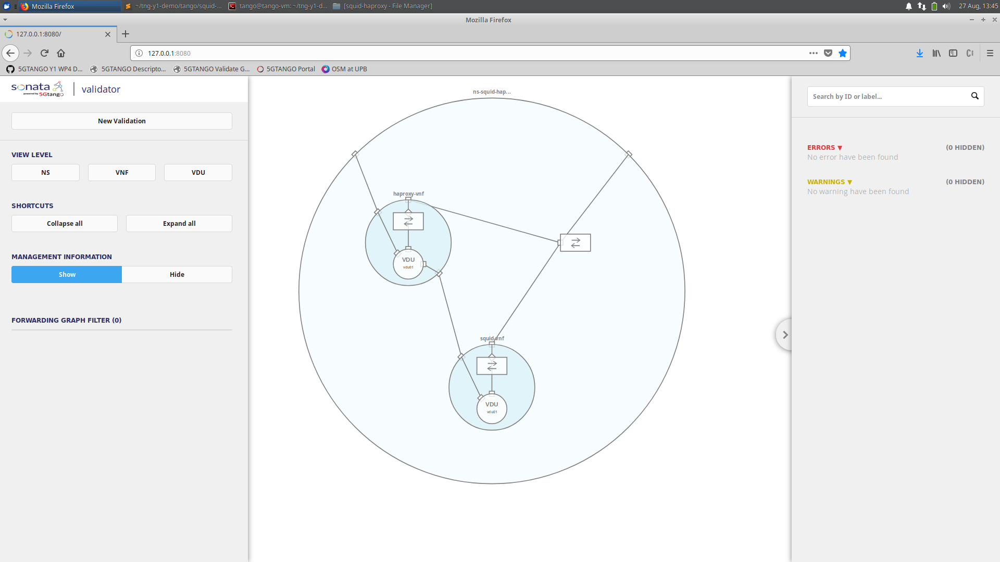 Mozilla Firefox
~/tng-y1-demo/tango/squid-...
tango@tango-vm: ~/tng-y1-d...
[squid-haproxy - File Manager]
27 Aug, 13:45
Mozilla Firefox
127.0.0.1:8080/
127.0.0.1:8080
5GTANGO Y1 WP4 D...
5GTANGO Descripto...
5GTANGO Validate G...
5GTANGO Portal
OSM at UPB
sonata
powered by 5Gtango
validator
New Validation
VIEW LEVEL
NS
VNF
VDU
SHORTCUTS
Collapse all
Expand all
MANAGEMENT INFORMATION
Show
Hide
FORWARDING GRAPH FILTER (0)
ns-squid-hap...
haproxy-vnf
VDU
vdu01
squid-vnf
VDU
vdu01
Search by ID or label...
ERRORS ▼ (0 HIDDEN)
No error have been found
WARNINGS ▼ (0 HIDDEN)
No warning have been found